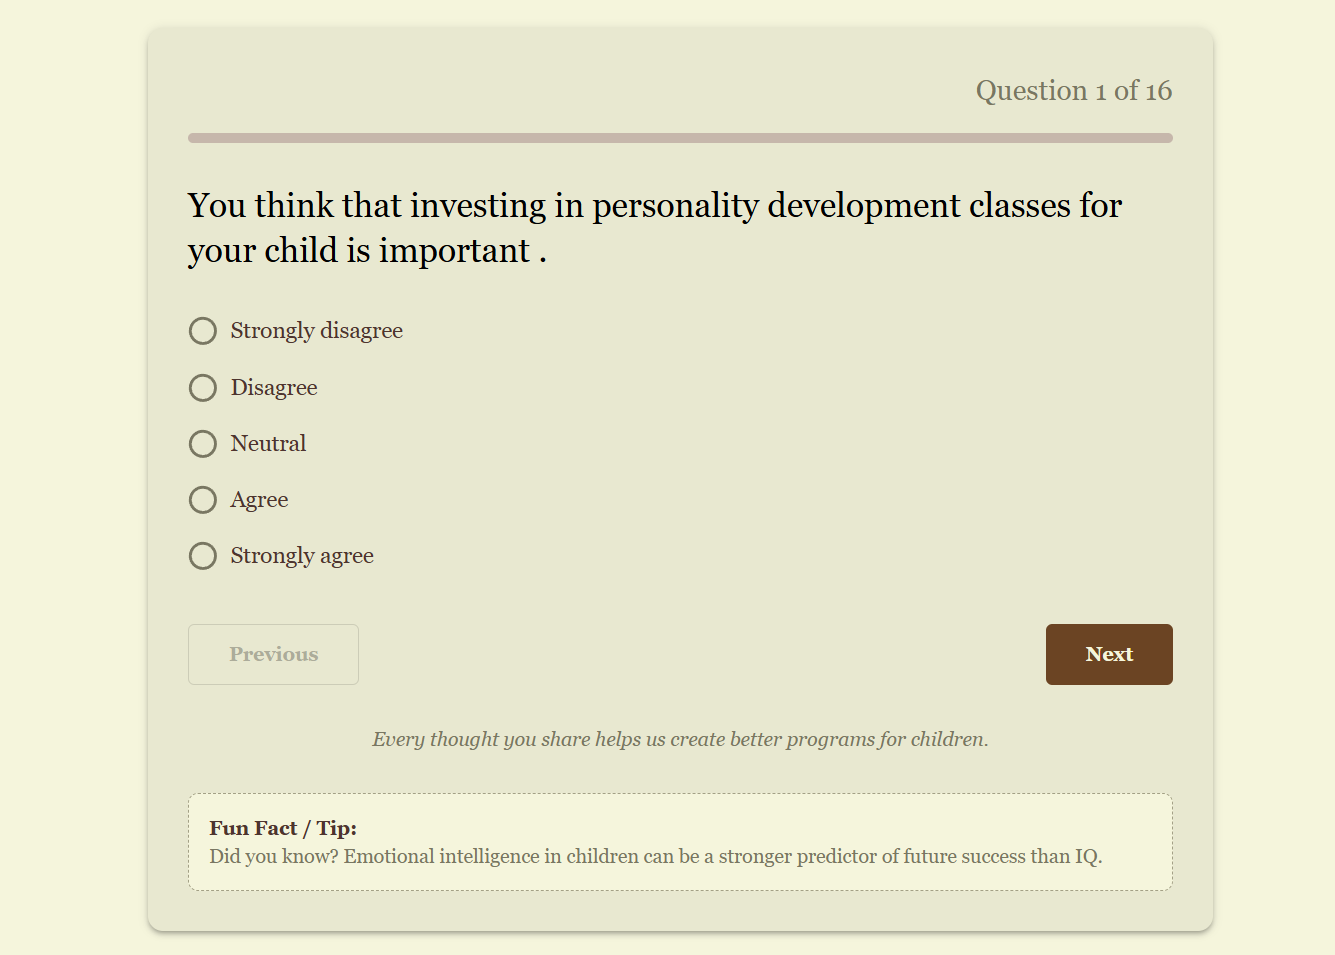 Question 1 of 16
You think that investing in personality development classes for
your child is important .
Strongly disagree
Disagree
Neutral
Agree
Strongly agree
Previous
Next
Every thought you share helps us create better programs for children.
Fun Fact / Tip:
Did you know? Emotional intelligence in children can be a stronger predictor of future success than IQ.